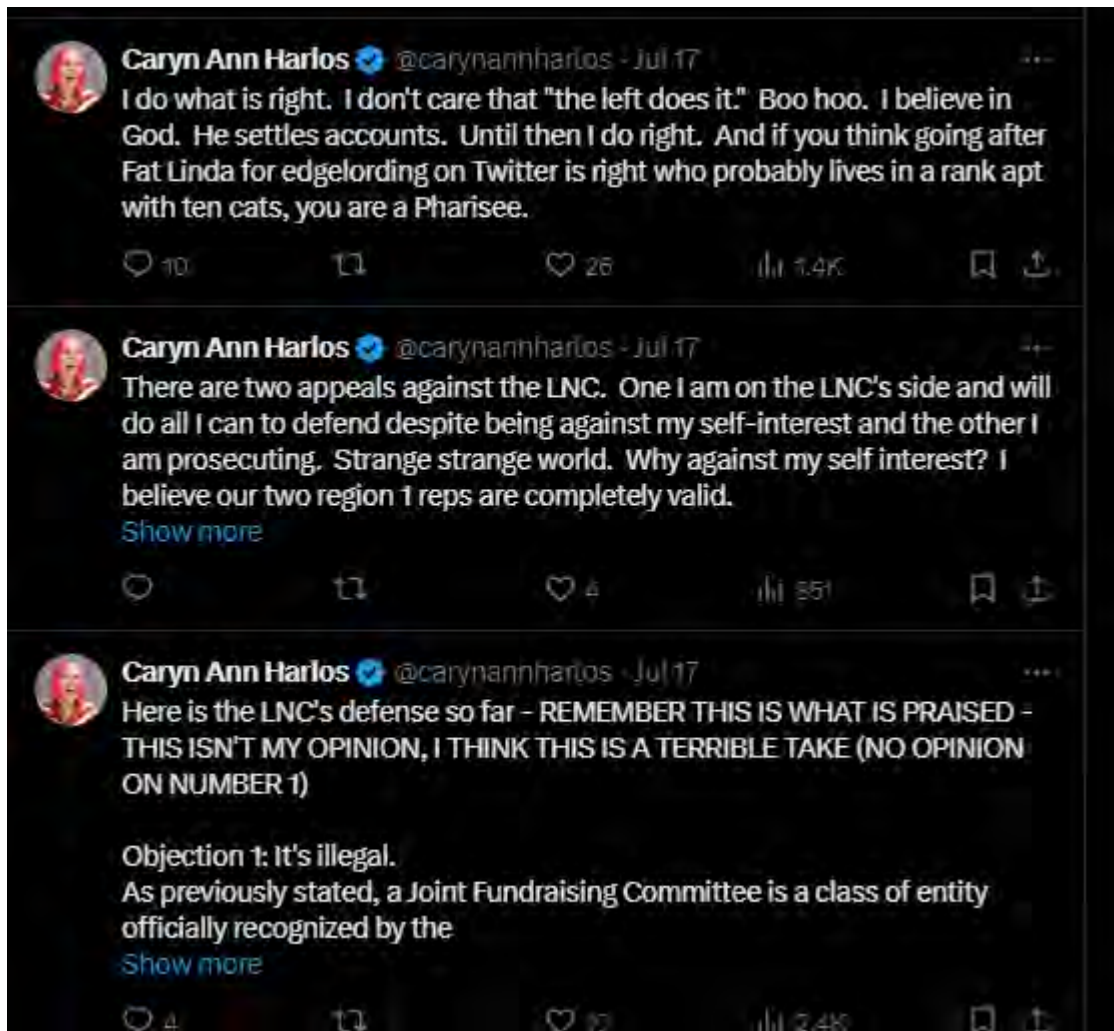 Caryn Ann Harlos @carynannharlos · Jul 17
I do what is right. I don't care that "the left does it." Boo hoo. I believe in
God. He settles accounts. Until then I do right. And if you think going after
Fat Linda for edgelording on Twitter is right who probably lives in a rank apt
with ten cats, you are a Pharisee.
10 26 1.4K
Caryn Ann Harlos @carynannharlos · Jul 17
There are two appeals against the LNC. One I am on the LNC's side and will
do all I can to defend despite being against my self-interest and the other I
am prosecuting. Strange strange world. Why against my self interest? I
believe our two region 1 reps are completely valid.
Show more
4
Caryn Ann Harlos @carynannharlos · Jul 17
Here is the LNC's defense so far - REMEMBER THIS IS WHAT IS PRAISED -
THIS ISN'T MY OPINION, I THINK THIS IS A TERRIBLE TAKE (NO OPINION
ON NUMBER 1)
Objection 1: It's illegal.
As previously stated, a Joint Fundraising Committee is a class of entity
officially recognized by the
Show more
4 2.4K